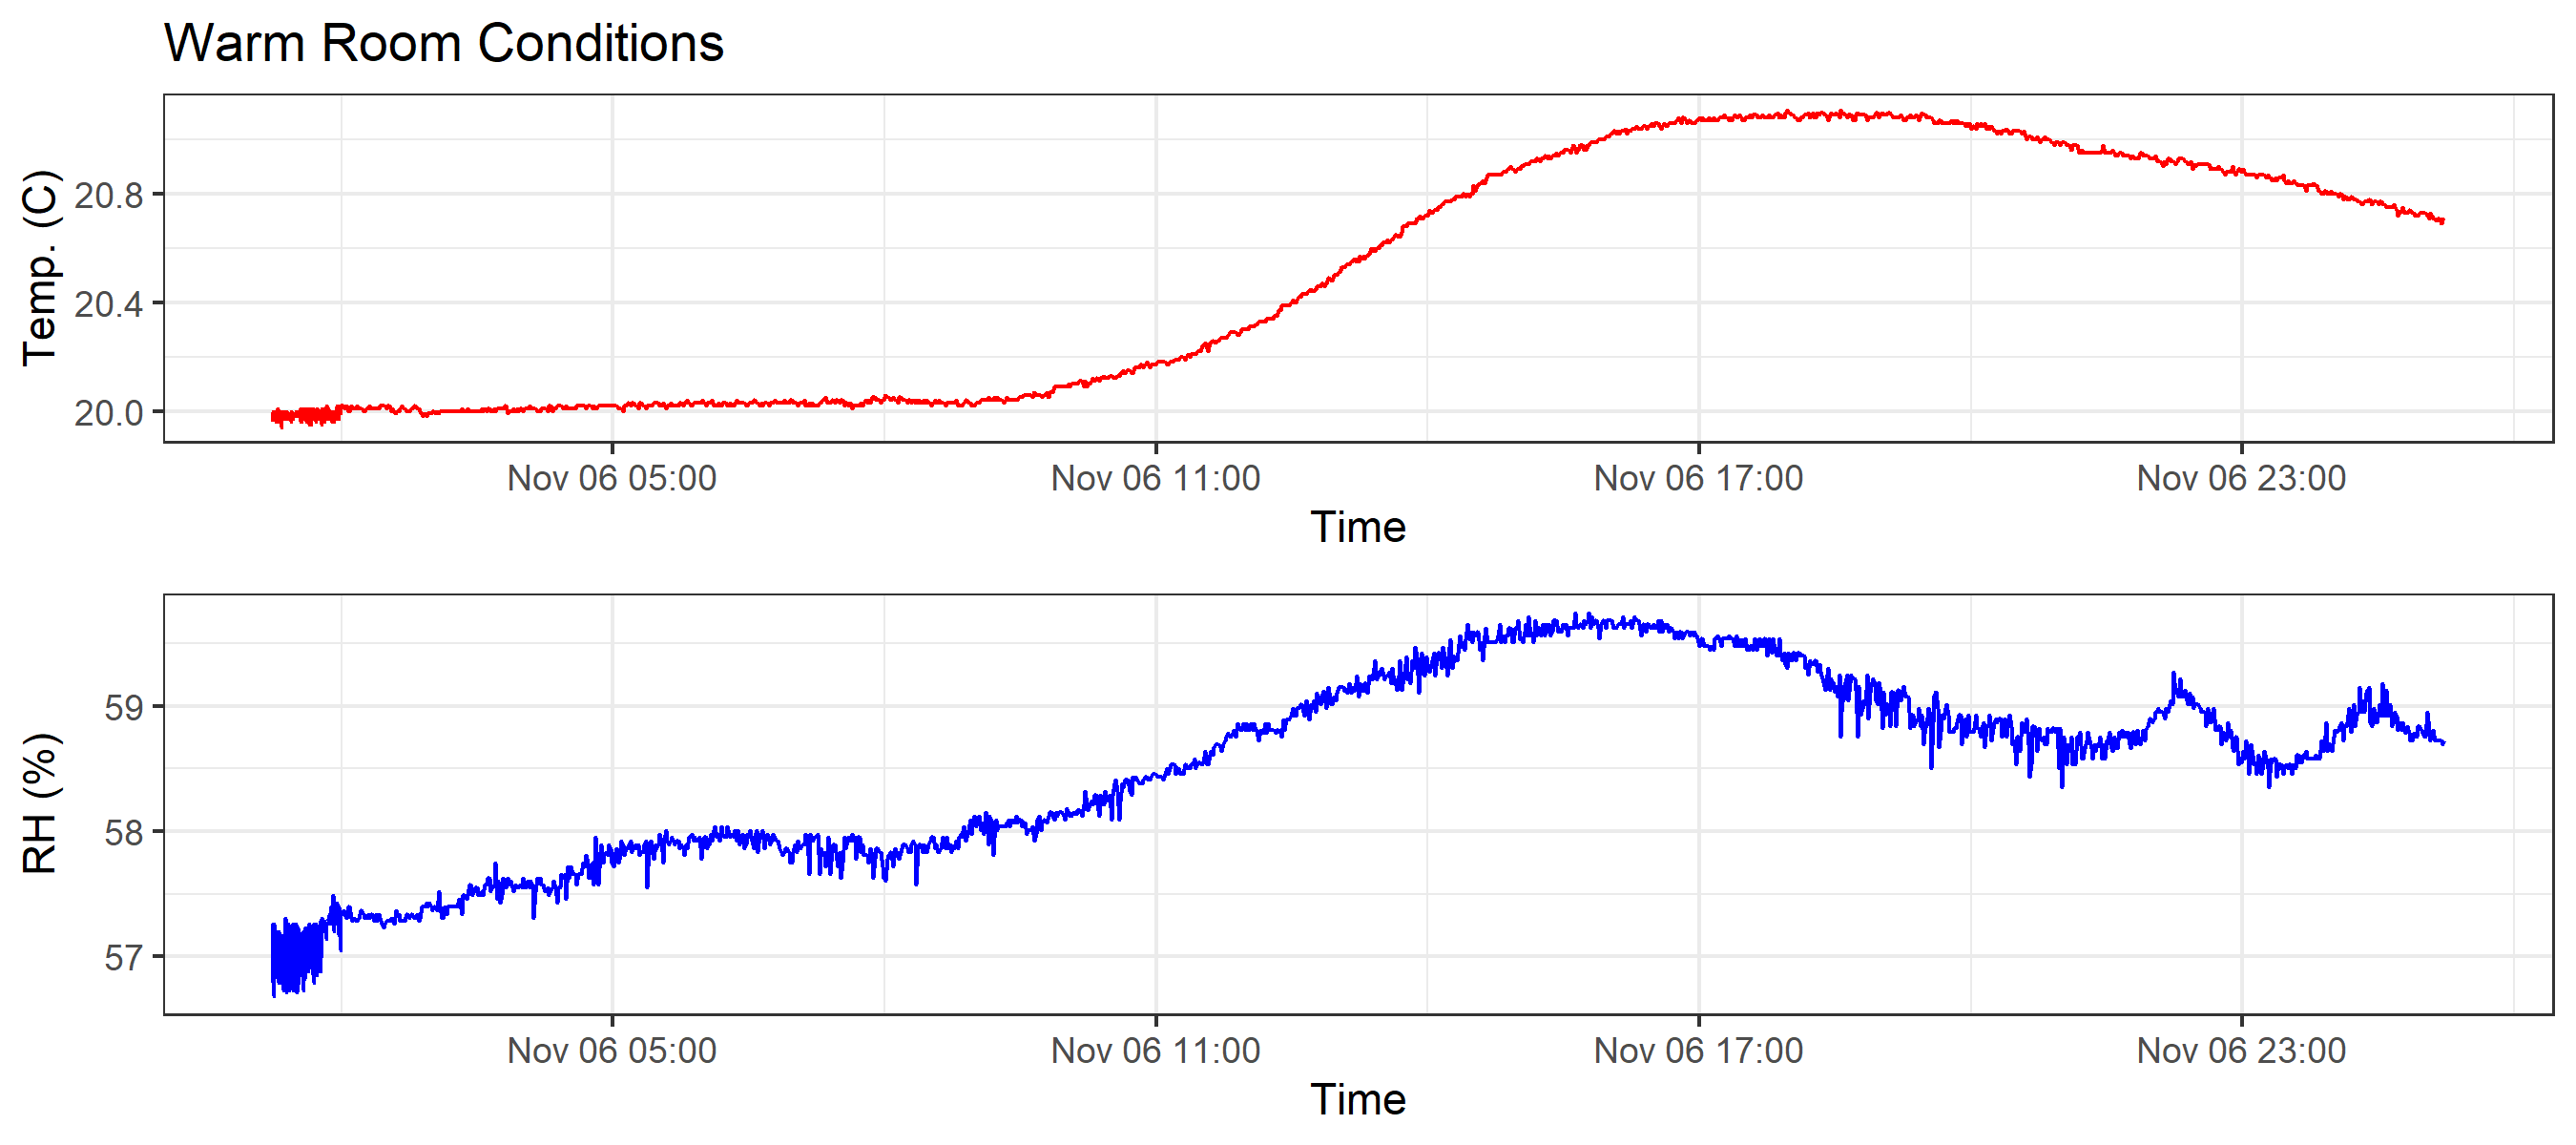 Warm Room Conditions
Temp. (C)
20.8
20.4
20.0
Nov 06 05:00 Nov 06 11:00 Nov 06 17:00 Nov 06 23:00
Time
RH (%)
59
58
57
Nov 06 05:00 Nov 06 11:00 Nov 06 17:00 Nov 06 23:00
Time